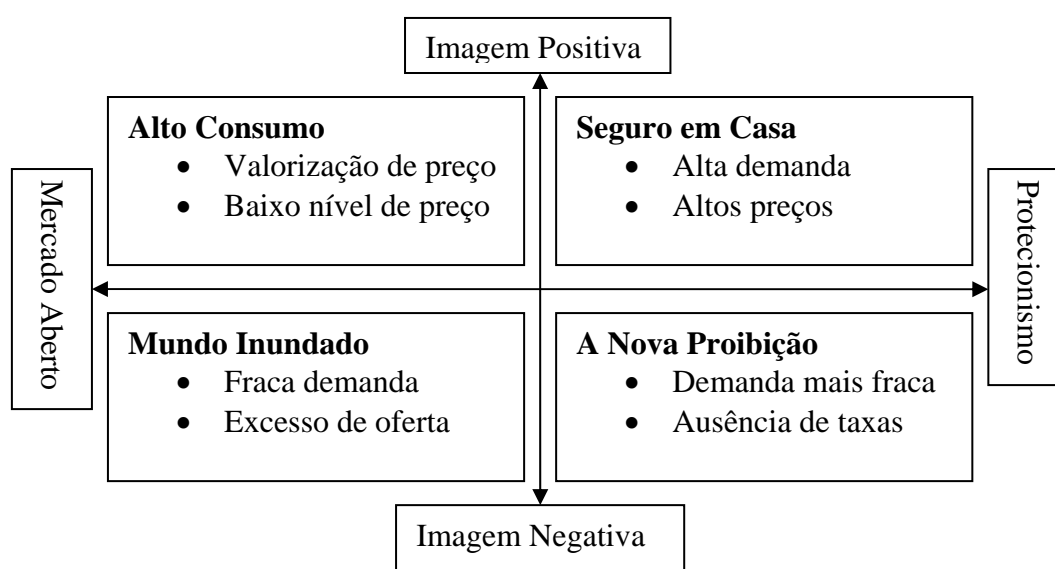 Imagem Positiva
Alto Consumo
• Valorização de preço
• Baixo nível de preço
Seguro em Casa
• Alta demanda
• Altos preços
Mercado Aberto
Protecionismo
Mundo Inundado
• Fraca demanda
• Excesso de oferta
A Nova Proibição
• Demanda mais fraca
• Ausência de taxas
Imagem Negativa